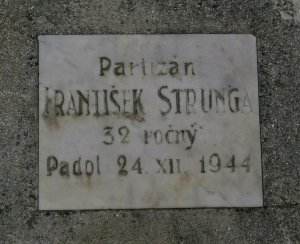 Partizán
FRANTIŠEK STRUNGA
32 ročný
Padol 24. XII. 1944